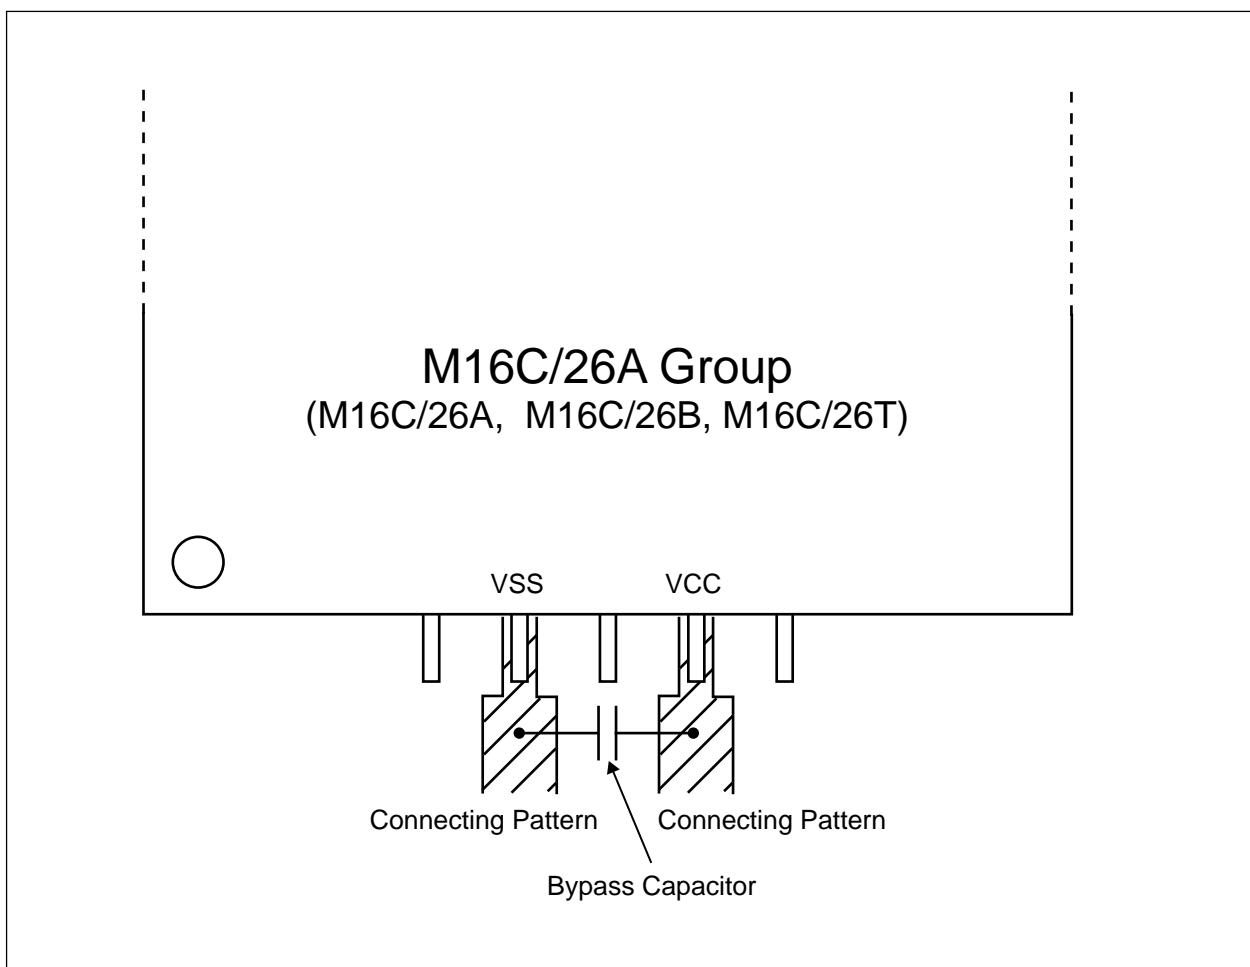 M16C/26A Group
(M16C/26A, M16C/26B, M16C/26T)
VSS VCC
Connecting Pattern Connecting Pattern
Bypass Capacitor